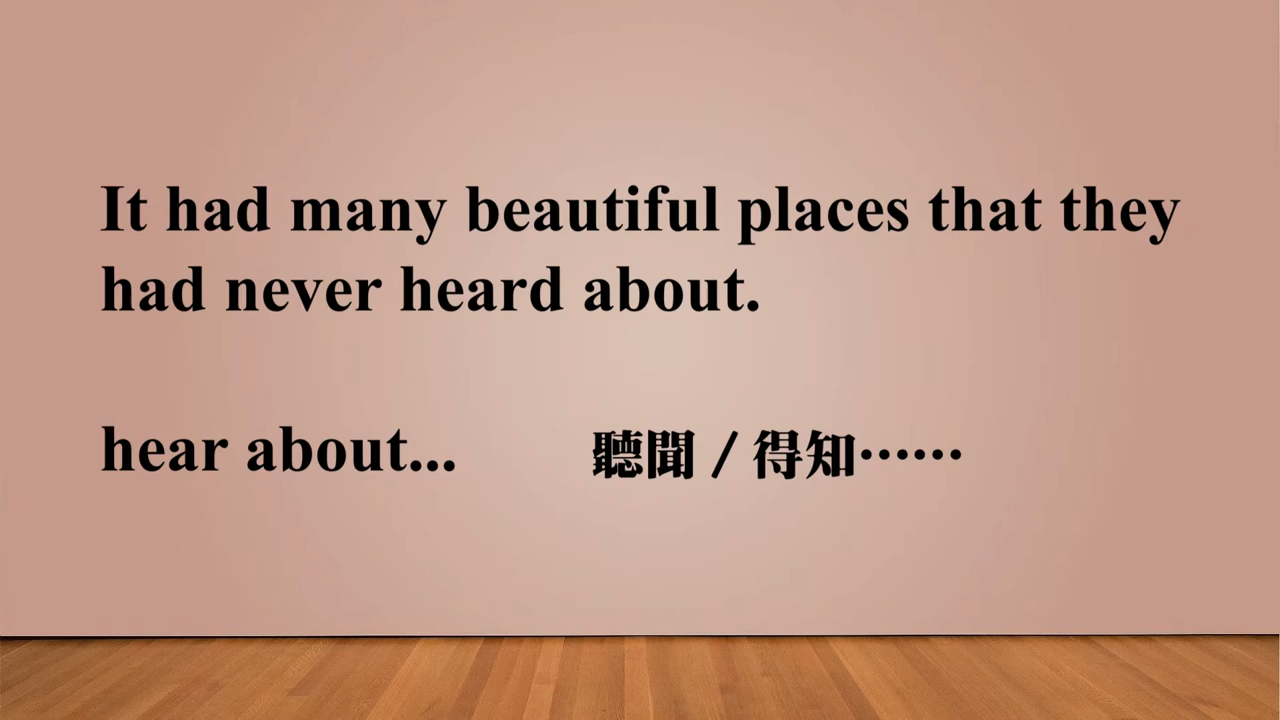 It had many beautiful places that they
had never heard about.
hear about... 聽聞／得知⋯⋯